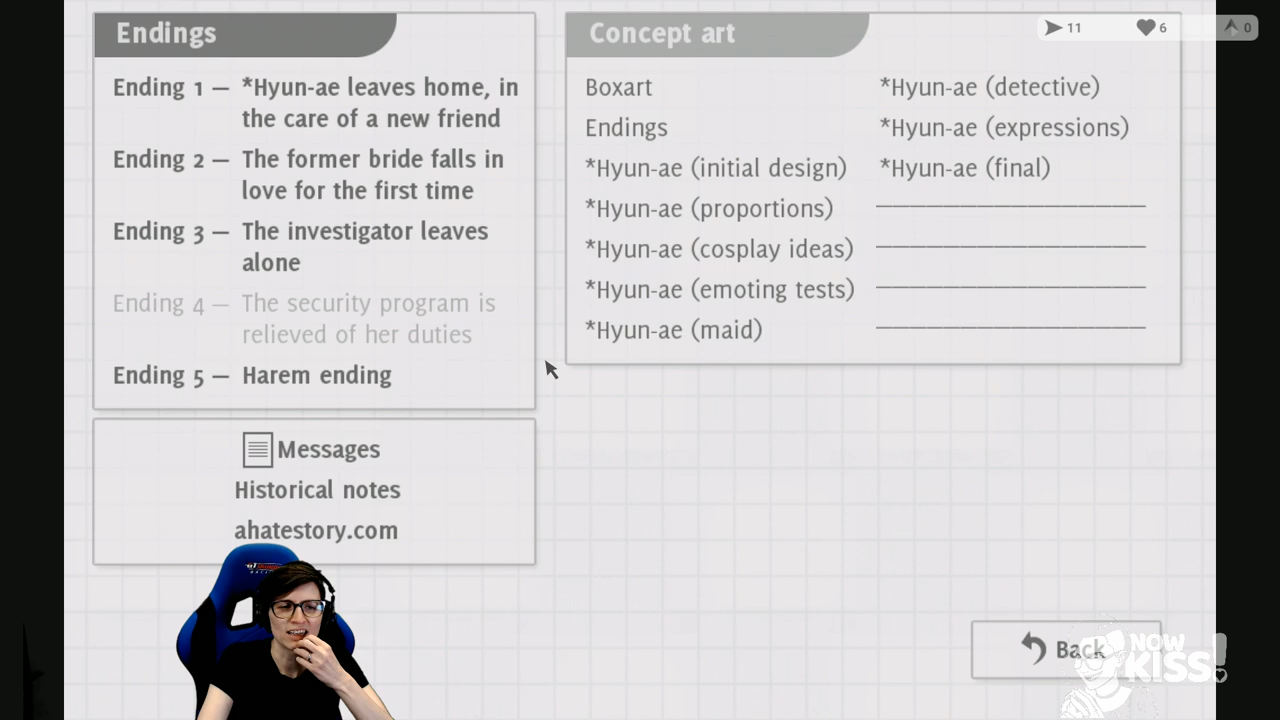 Endings
Ending 1 — *Hyun-ae leaves home, in
the care of a new friend
Ending 2 — The former bride falls in
love for the first time
Ending 3 — The investigator leaves
alone
Ending 4 — The security program is
relieved of her duties
Ending 5 — Harem ending
Messages
Historical notes
ahatestory.com
Concept art
11
6
0
Boxart
Endings
*Hyun-ae (initial design)
*Hyun-ae (proportions)
*Hyun-ae (cosplay ideas)
*Hyun-ae (emoting tests)
*Hyun-ae (maid)
*Hyun-ae (detective)
*Hyun-ae (expressions)
*Hyun-ae (final)
Back
NOW
KISS!